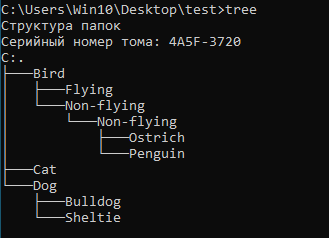 C:\Users\Win10\Desktop\test>tree
Структура папок
Серийный номер тома: 4A5F-3720
C:.
├───Bird
│   ├───Flying
│   └───Non-flying
│       └───Non-flying
│           ├───Ostrich
│           └───Penguin
├───Cat
└───Dog
    ├───Bulldog
    └───Sheltie